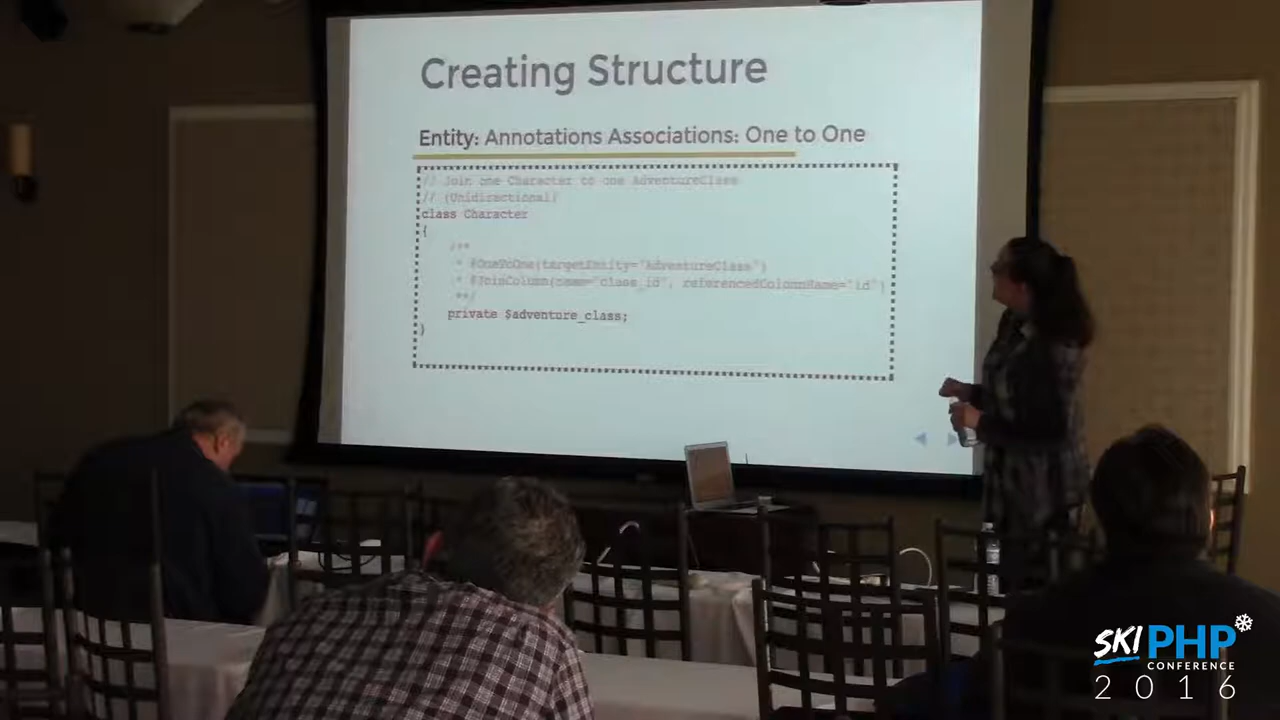 Creating Structure
Entity: Annotations Associations: One to One
// Join one Character to one AdventureClass
// (Unidirectional)
class Character
{
/**
* @OneToOne(targetEntity="AdventureClass")
* @JoinColumn(name="class_id", referencedColumnName="id")
**/
private $adventure_class;
}
SKI PHP
CONFERENCE
2016